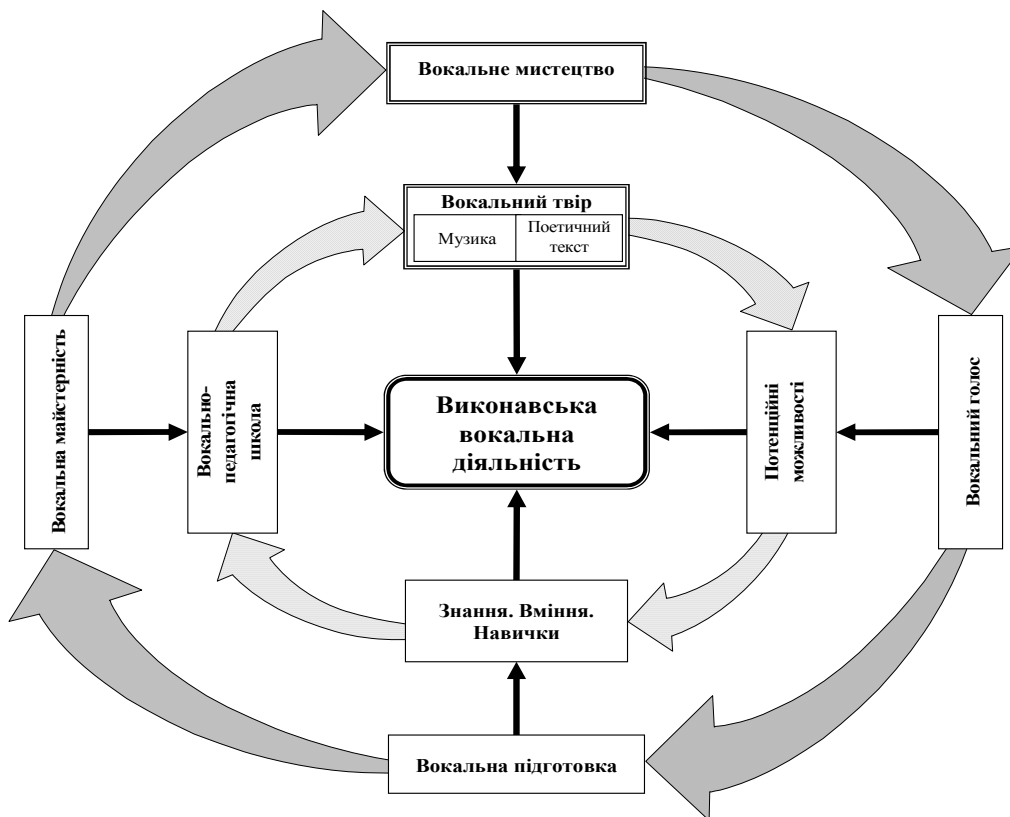 Вокальне мистецтво
Вокальний твір
Музика
Поетичний
текст
Вокальна майстерність
Вокально-
педагогічна
школа
Виконавська
вокальна
діяльність
Потенційні
можливості
Вокальний голос
Знання. Вміння.
Навички
Вокальна підготовка